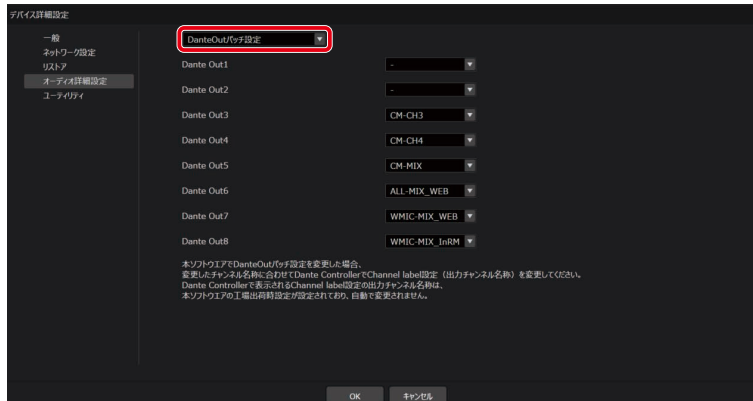 デバイス詳細設定
一般
ネットワーク設定
リストア
オーディオ詳細設定
ユーティリティ
DanteOutパッチ設定
Dante Out1 -
Dante Out2 -
Dante Out3 CM-CH3
Dante Out4 CM-CH4
Dante Out5 CM-MIX
Dante Out6 ALL-MIX_WEB
Dante Out7 WMIC-MIX_WEB
Dante Out8 WMIC-MIX_InRM
本ソフトウエアでDanteOutパッチ設定を変更した場合、
変更したチャンネル名称に合わせてDante ControllerでChannel label設定（出力チャンネル名称）を変更してください。
Dante Controllerで表示されるChannel label設定の出力チャンネル名称は、
本ソフトウエアの工場出荷時設定が設定されており、自動で変更されません。
OK キャンセル